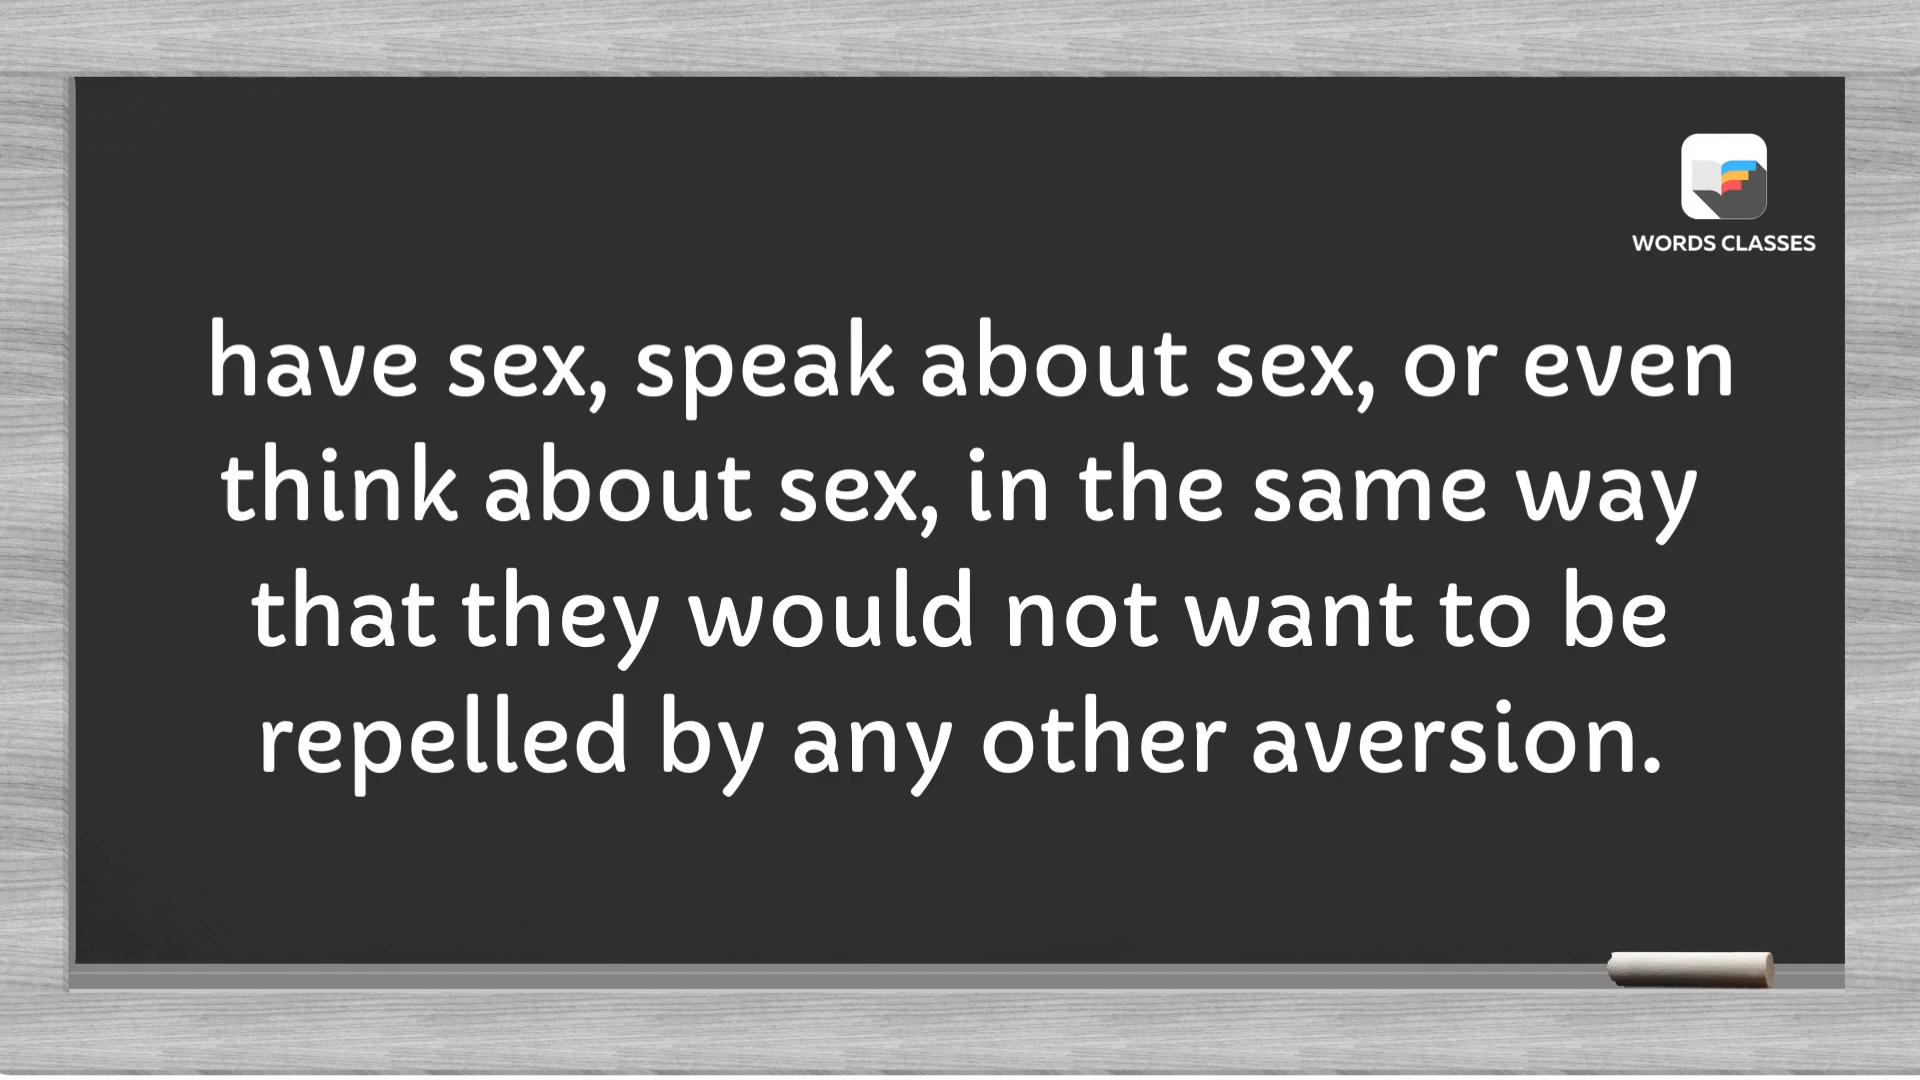 WORDS CLASSES
have sex, speak about sex, or even
think about sex, in the same way
that they would not want to be
repelled by any other aversion.